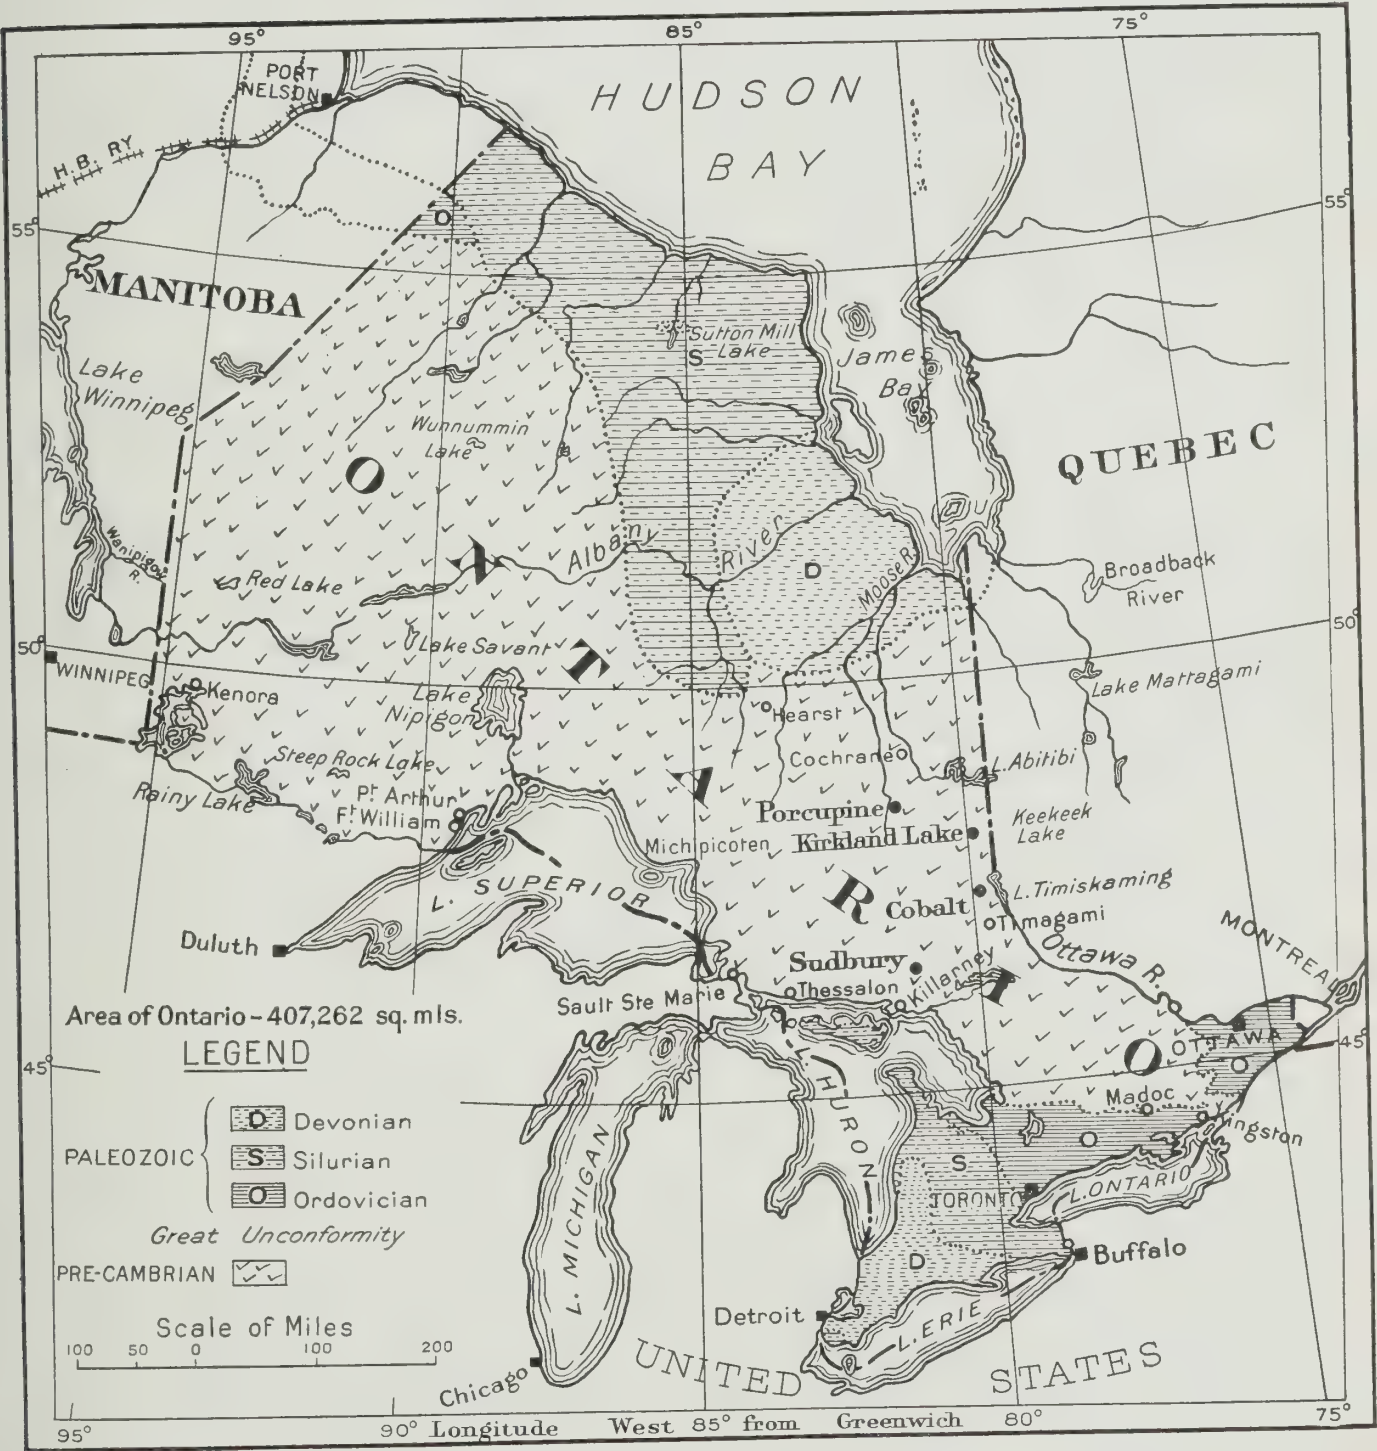 95°
85°
75°
PORT
NELSON
HUDSON
BAY
H.B. RY
55°
55°
O
MANITOBA
Sutton Mill
Lake
S
James
Bay
Lake
Winnipeg
Wunnummin
Lake
QUEBEC
O
N
Albany
River
D
Moose R.
Wanipigow
R.
Red Lake
Broadback
River
50°
50°
Lake Savant
T
WINNIPEG
Kenora
Lake
Nipigon
Hearst
Lake Mattagami
Steep Rock Lake
Cochrane
L. Abitibi
Rainy Lake
Pt Arthur
Ft William
A
Porcupine
Keekeek
Lake
Michipicoten
Kirkland Lake
L. SUPERIOR
R
Cobalt
L. Timiskaming
Timagami
MONTREAL
Duluth
Ottawa R.
Sudbury
Killarney
I
Thessalon
Sault Ste Marie
Area of Ontario – 407,262 sq. mls.
LEGEND
O
OTTAWA
45°
45°
O
L. HURON
Madoc
Kingston
PALEOZOIC
D Devonian
S Silurian
O Ordovician
O
S
TORONTO
L. ONTARIO
Great Unconformity
L. MICHIGAN
D
Buffalo
PRE-CAMBRIAN
Scale of Miles
100 50 0 100 200
Detroit
L. ERIE
UNITED STATES
Chicago
95° 90° Longitude West 85° from Greenwich 80° 75°